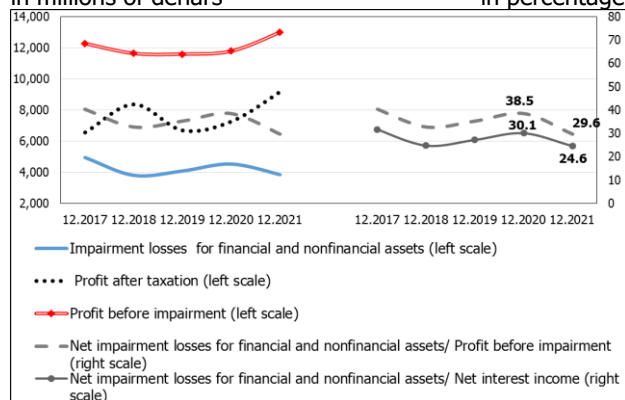 in millions of denars in percentage
14,000 80
12,000 70
10,000 60
8,000 50
6,000 40
4,000 30
2,000 20
10
0
38.5
30.1
29.6
24.6
12.2017 12.2018 12.2019 12.2020 12.2021 12.2017 12.2018 12.2019 12.2020 12.2021
Impairment losses for financial and nonfinancial assets (left scale)
Profit after taxation (left scale)
Profit before impairment (left scale)
Net impairment losses for financial and nonfinancial assets/ Profit before impairment
(right scale)
Net impairment losses for financial and nonfinancial assets/ Net interest income (right
scale)